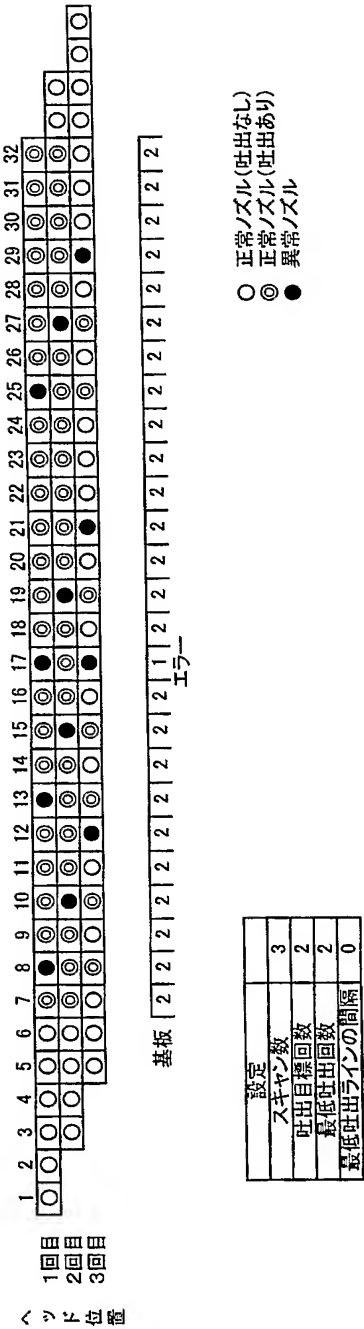 1 2 3 4 5 6 7 8 9 10 11 12 13 14 15 16 17 18 19 20 21 22 23 24 25 26 27 28 29 30 31 32
ヘッド位置
1回目
2回目
3回目
基板 2 2 2 2 2 2 2 2 2 2 1 2 2 2 2 2 2 2 2 2 2 2 2 2 2 2
エラー
設定
スキャン数 3
吐出目標回数 2
最低吐出回数 2
最低吐出ラインの間隔 0
○ 正常ノズル(吐出なし)
◎ 正常ノズル(吐出あり)
● 異常ノズル